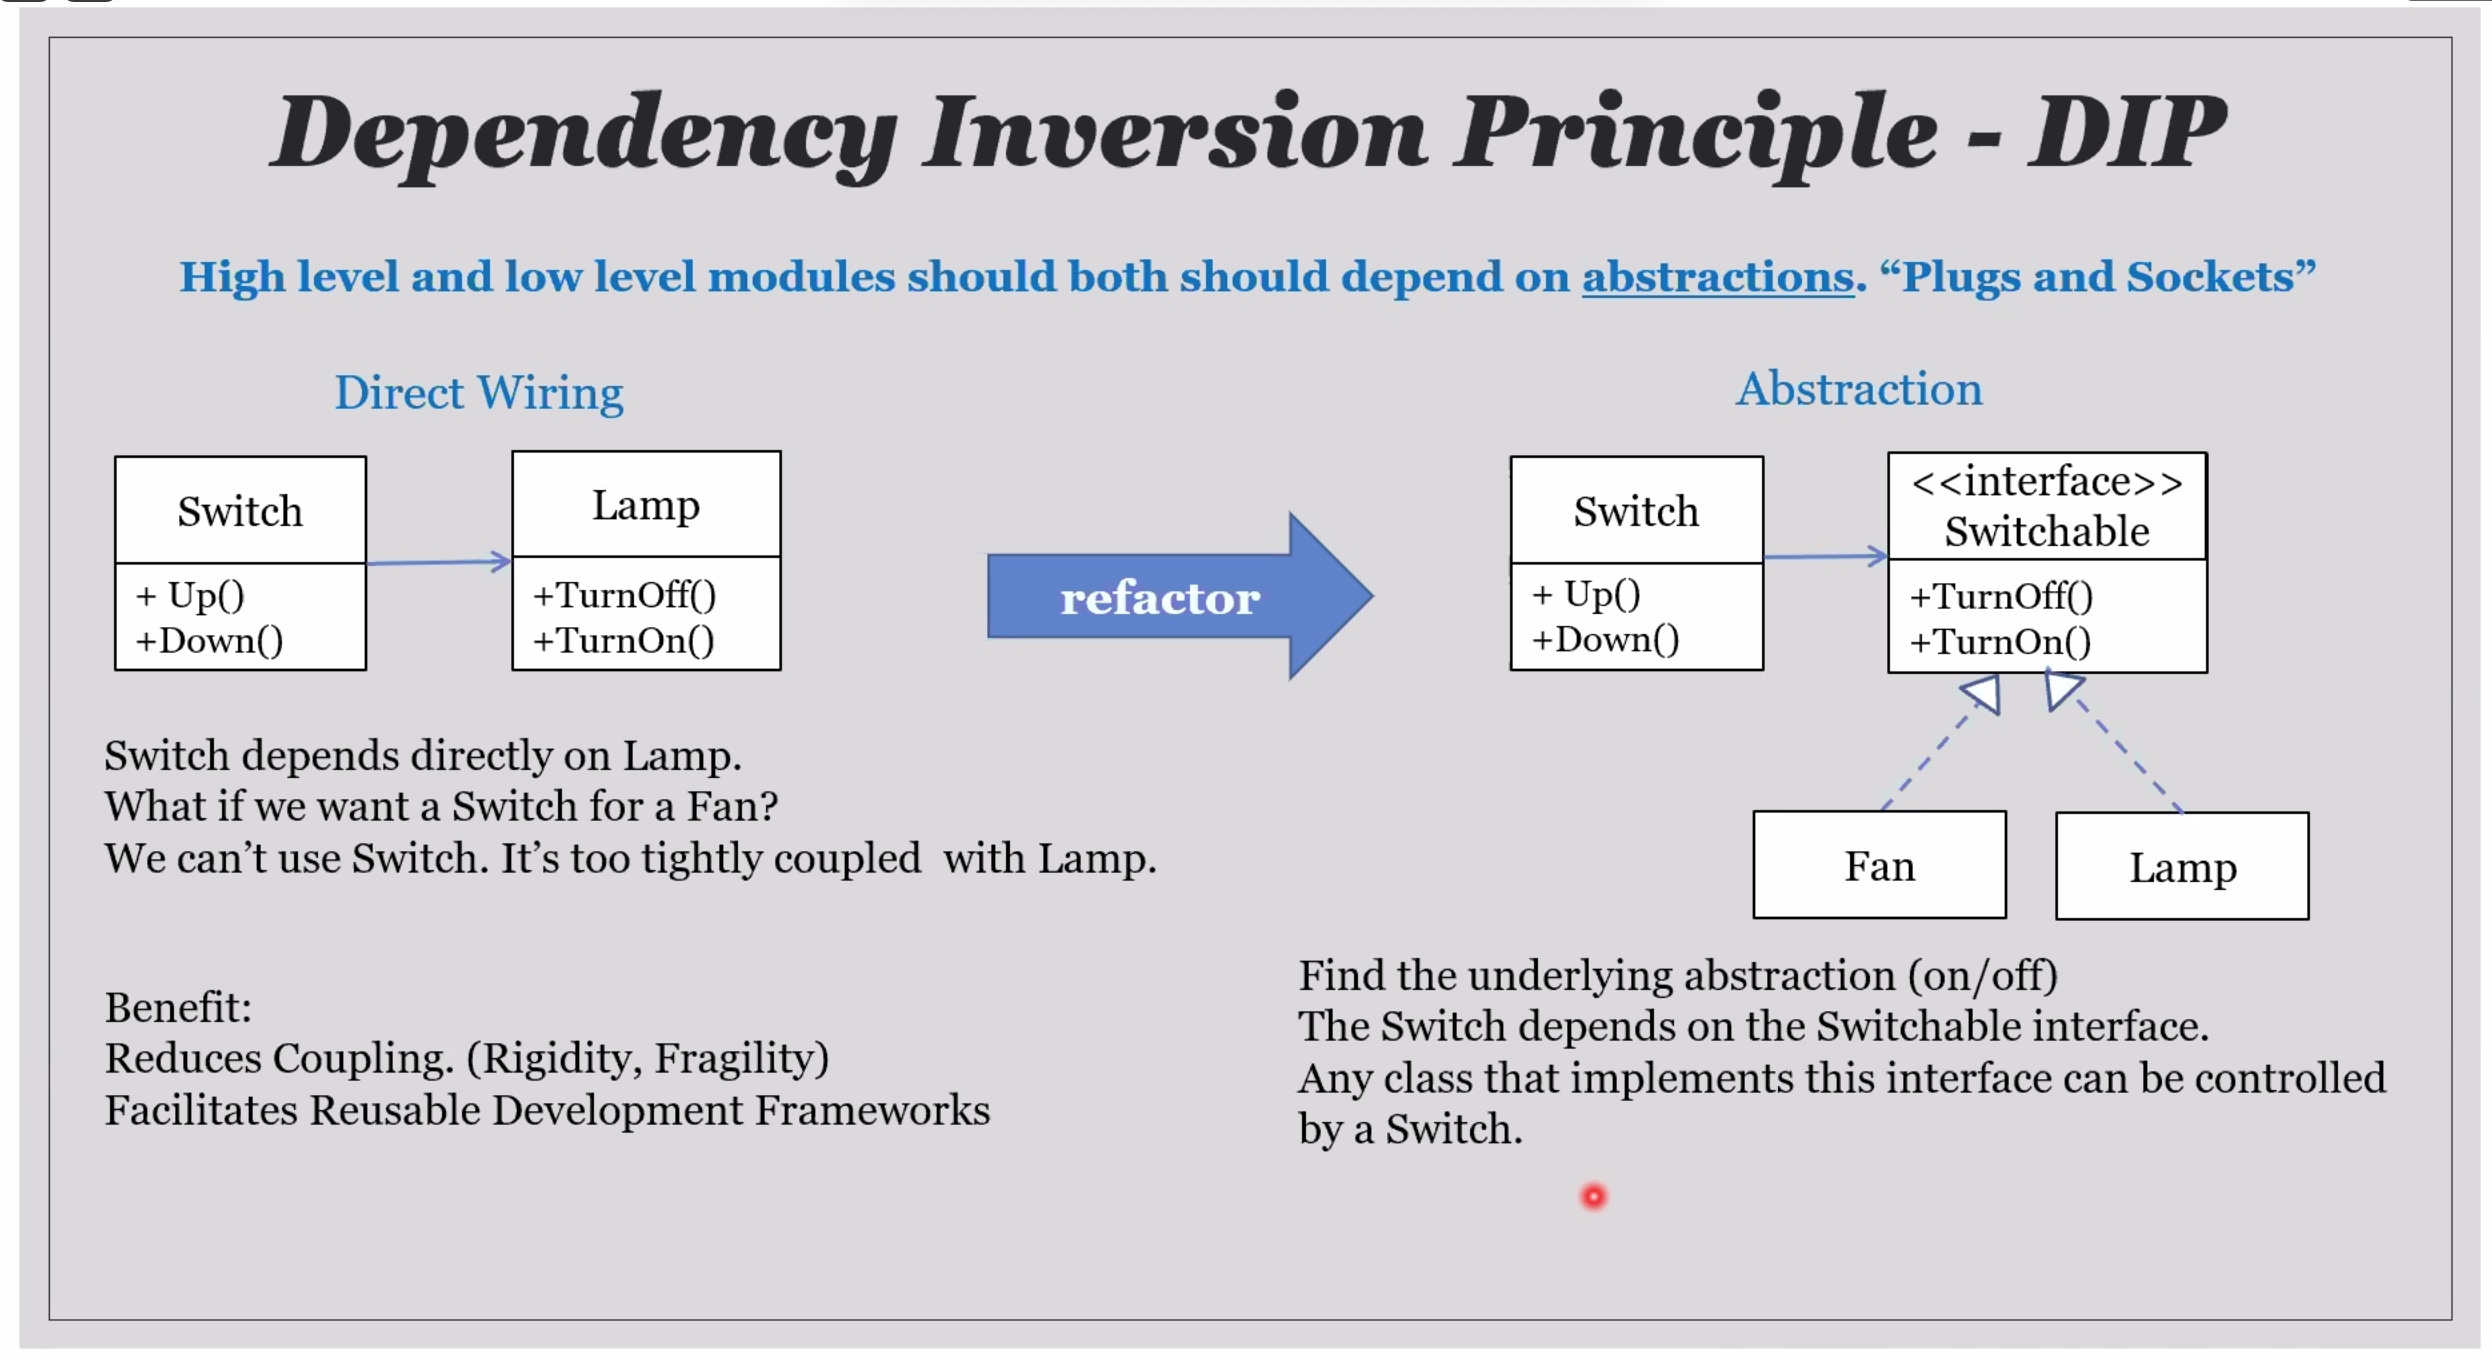 Dependency Inversion Principle - DIP
High level and low level modules should both should depend on abstractions. “Plugs and Sockets”
Direct Wiring
Switch
+ Up()
+Down()
Lamp
+TurnOff()
+TurnOn()
Switch depends directly on Lamp.
What if we want a Switch for a Fan?
We can’t use Switch. It’s too tightly coupled  with Lamp.
Benefit:
Reduces Coupling. (Rigidity, Fragility)
Facilitates Reusable Development Frameworks
refactor
Abstraction
Switch
+ Up()
+Down()
<<interface>>
Switchable
+TurnOff()
+TurnOn()
Fan
Lamp
Find the underlying abstraction (on/off)
The Switch depends on the Switchable interface.
Any class that implements this interface can be controlled
by a Switch.